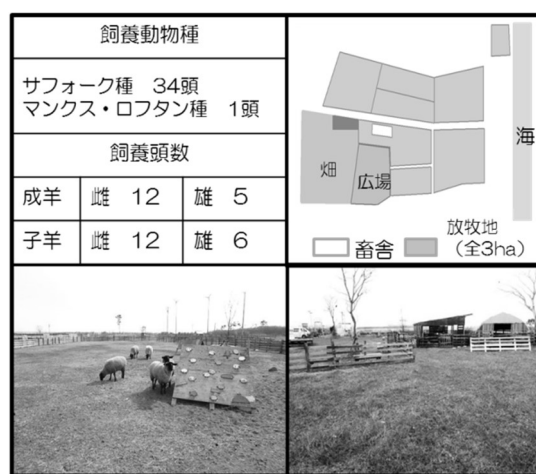 飼養動物種
サフォーク種 34頭
マンクス・ロフタン種 1頭
飼養頭数
成羊 雌 12 雄 5
子羊 雌 12 雄 6
海
畑
広場
畜舎
放牧地
(全3ha)